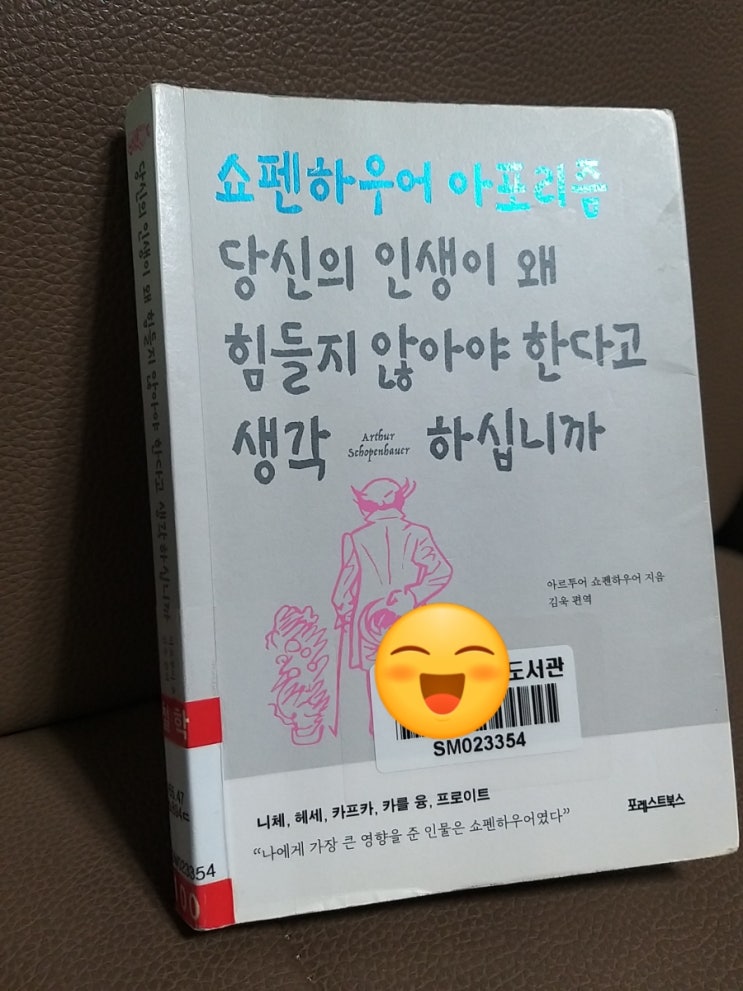 쇼펜하우어 아포리즘
당신의 인생이 왜
힘들지 않아야 한다고
생각
Arthur
Schopenhauer
하십니까
아르투어 쇼펜하우어 지음
김욱 편역
도서관
SM023354
니체, 헤세, 카프카, 카를 융, 프로이트
“나에게 가장 큰 영향을 준 인물은 쇼펜하우어였다”
포레스트북스
당신의 인생이 왜 힘들지 않아야 한다고 생각하십니까
학
023354
100